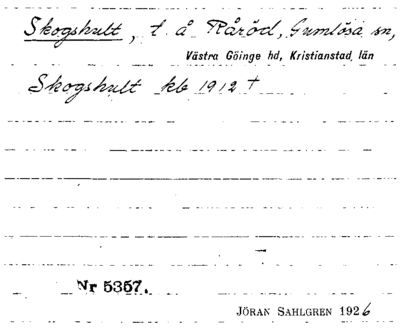 Skogshult, t. å Råröd, Gumlösa sn,
Västra Göinge hd, Kristianstad län
Skogshult kb 1912 †
Nr 5357.
JÖRAN SAHLGREN 1926